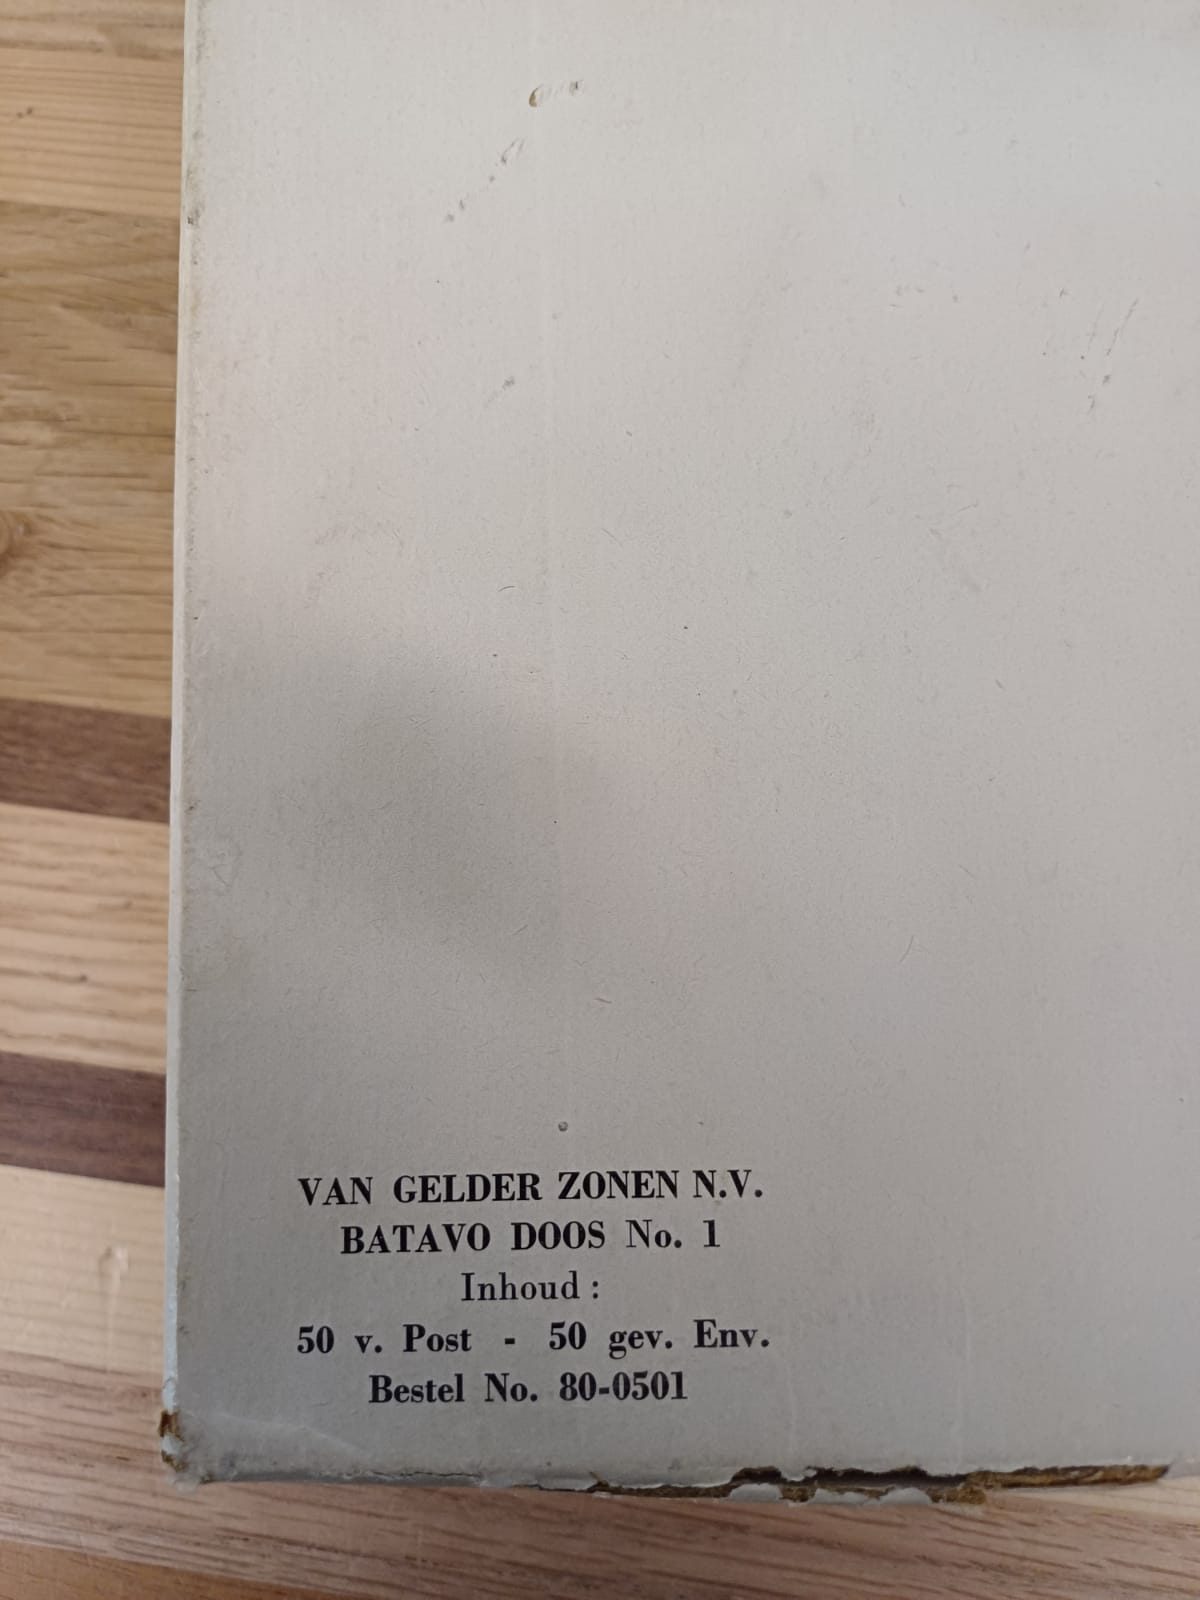 VAN GELDER ZONEN N.V.
BATAVO DOOS No. 1
Inhoud :
50 v. Post - 50 gev. Env.
Bestel No. 80-0501